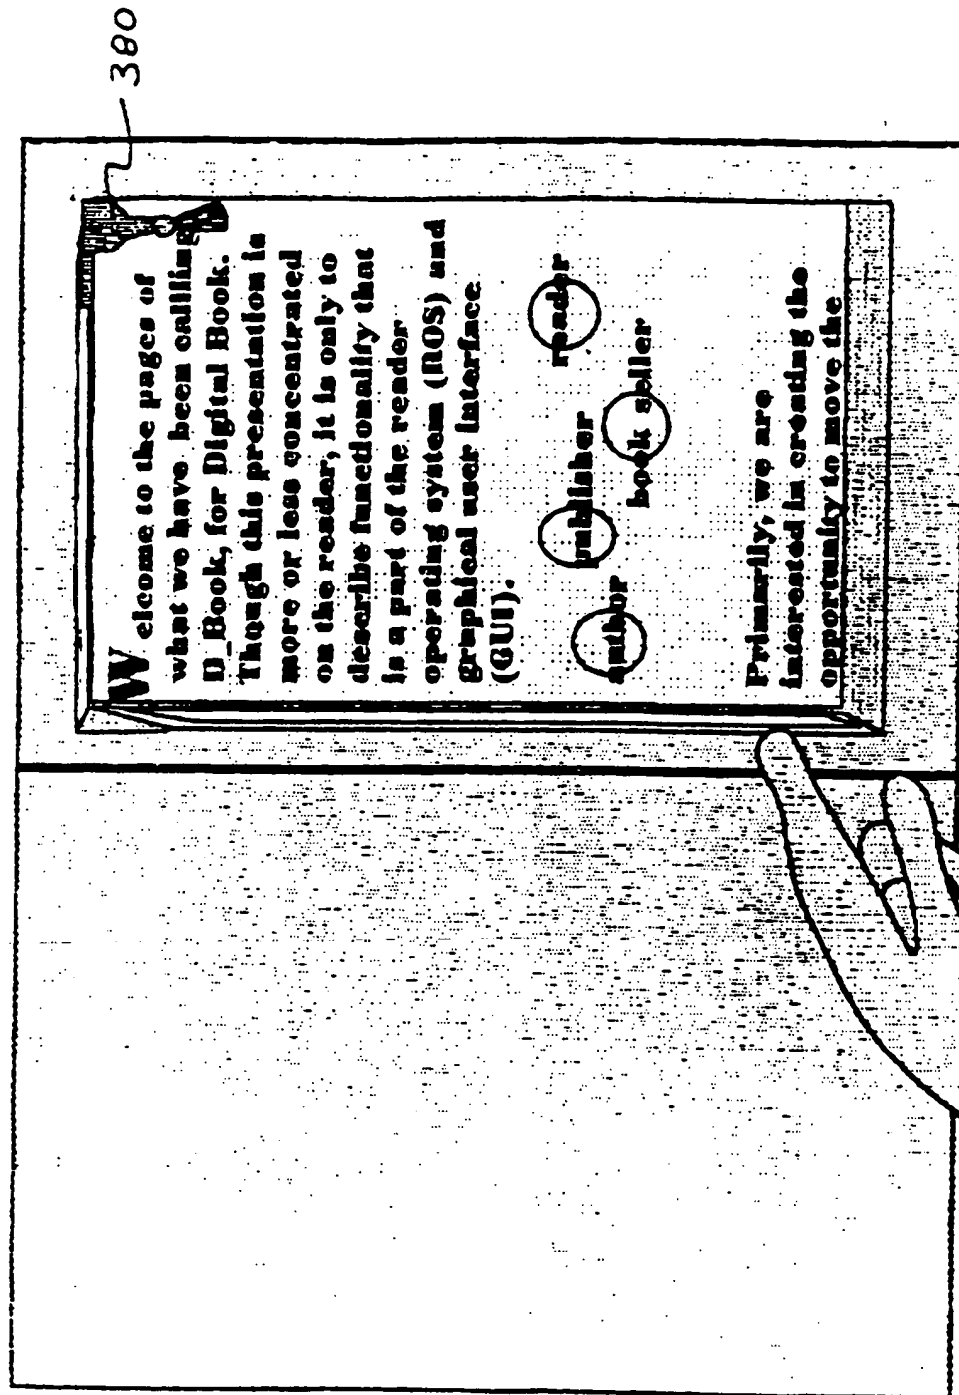 380
Welcome to the pages of
what we have been callling
D_Book, for Digital Book.
Though this presentation is
more or less concentrated
on the reader, it is only to
describe funcdonality that
is a part of the render
operating system (ROS) and
graphical user interface
(GUI).
author publisher reader
book seller
Primarily, we are
interested in creating the
opportunity to move the